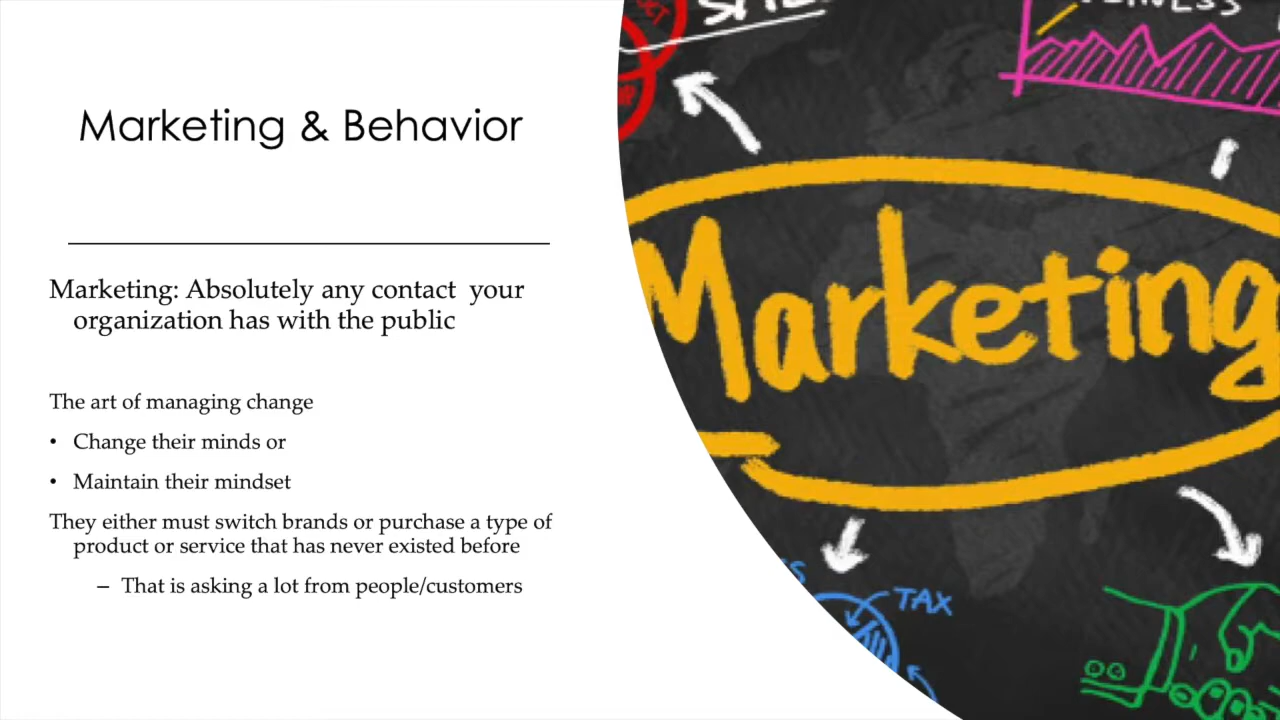 Marketing & Behavior
Marketing: Absolutely any contact your
organization has with the public
The art of managing change
• Change their minds or
• Maintain their mindset
They either must switch brands or purchase a type of
product or service that has never existed before
– That is asking a lot from people/customers
Marketing
TAX